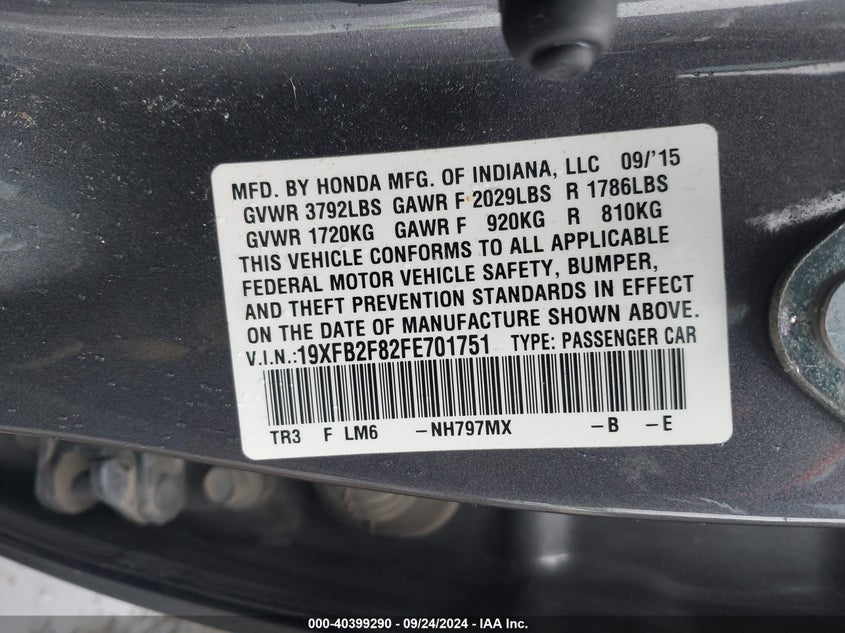 MFD. BY HONDA MFG. OF INDIANA, LLC 09/'15
GVWR 3792LBS GAWR F 2029LBS R 1786LBS
GVWR 1720KG GAWR F 920KG R 810KG
THIS VEHICLE CONFORMS TO ALL APPLICABLE
FEDERAL MOTOR VEHICLE SAFETY, BUMPER,
AND THEFT PREVENTION STANDARDS IN EFFECT
ON THE DATE OF MANUFACTURE SHOWN ABOVE.
V.I.N.:19XFB2F82FE701751 TYPE: PASSENGER CAR
TR3 F LM6 –NH797MX –B –E
000-40399290 - 09/24/2024 - IAA Inc.